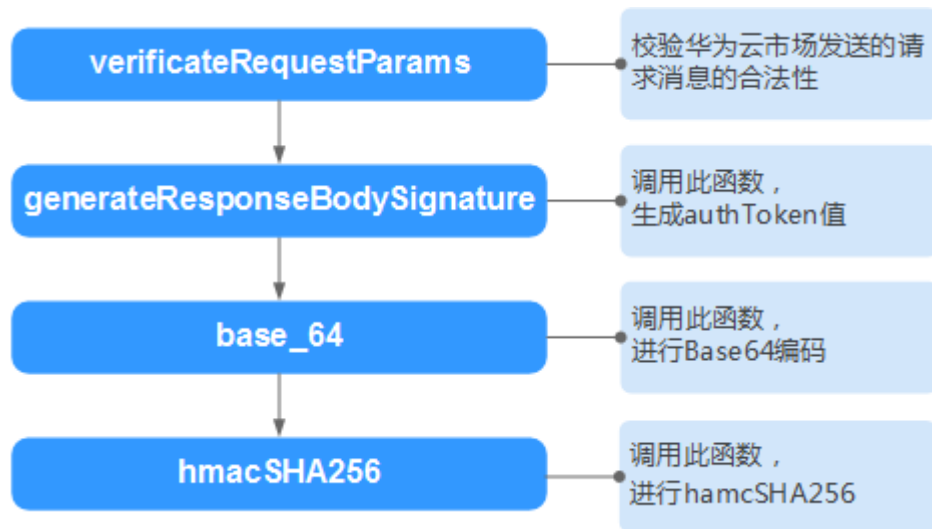 verificateRequestParams
校验华为云市场发送的请
求消息的合法性
generateResponseBodySignature
调用此函数，
生成authToken值
base_64
调用此函数，
进行Base64编码
hmacSHA256
调用此函数，
进行hamcSHA256